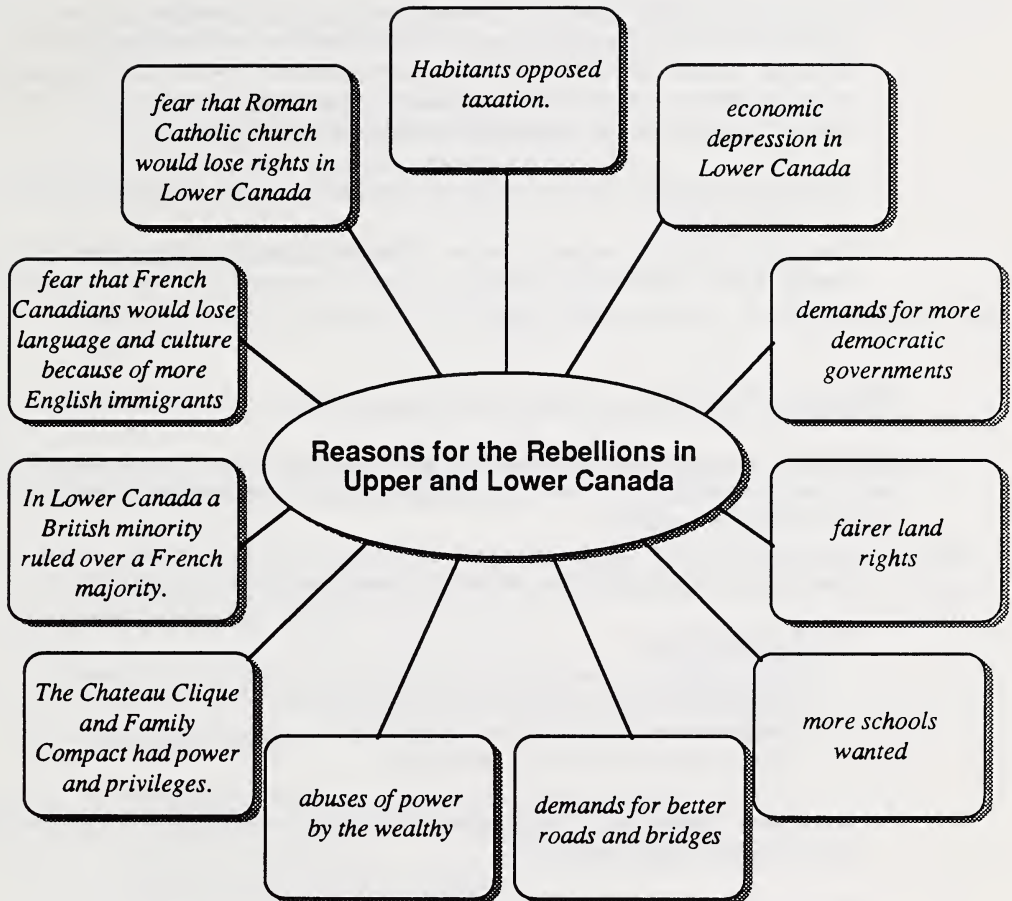 Habitants opposed
taxation.
fear that Roman
Catholic church
would lose rights in
Lower Canada
economic
depression in
Lower Canada
fear that French
Canadians would lose
language and culture
because of more
English immigrants
demands for more
democratic
governments
Reasons for the Rebellions in
Upper and Lower Canada
In Lower Canada a
British minority
ruled over a French
majority.
fairer land
rights
The Chateau Clique
and Family
Compact had power
and privileges.
more schools
wanted
abuses of power
by the wealthy
demands for better
roads and bridges